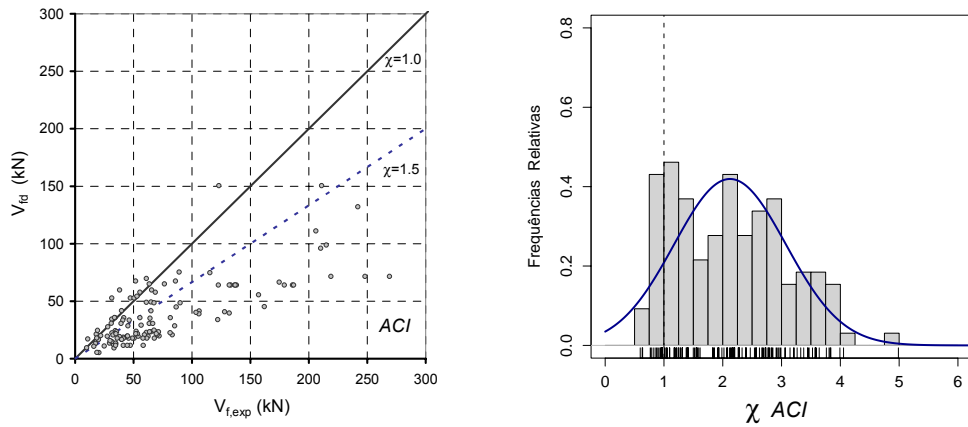 300
250
200
150
100
50
0
V_fd (kN)
χ=1.0
χ=1.5
ACI
0 50 100 150 200 250 300
V_f,exp (kN)
0.8
0.6
0.4
0.2
0.0
Frequências Relativas
0 1 2 3 4 5 6
χ ACI